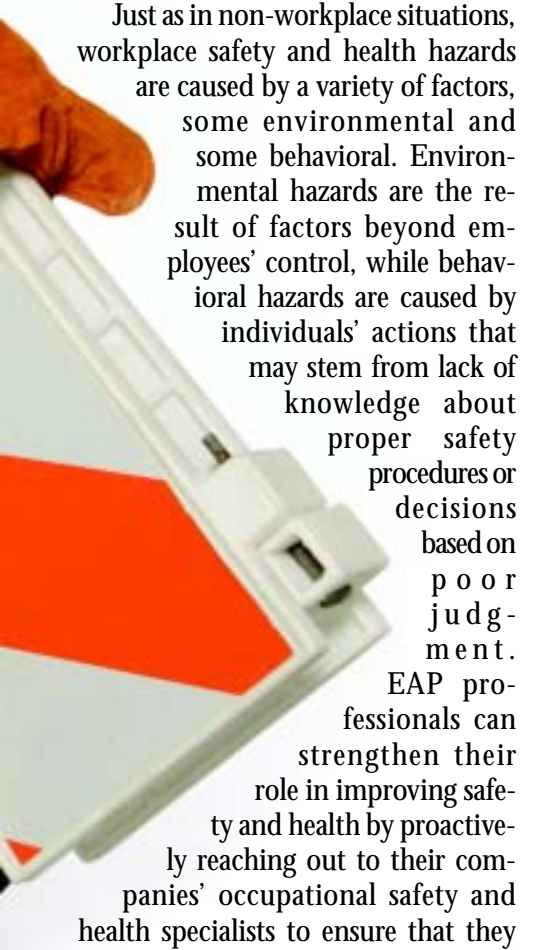 Just as in non-workplace situations,
workplace safety and health hazards
are caused by a variety of factors,
some environmental and
some behavioral. Environ-
mental hazards are the re-
sult of factors beyond em-
ployees’ control, while behav-
ioral hazards are caused by
individuals’ actions that
may stem from lack of
knowledge about
proper safety
procedures or
decisions
based on
poor
judg-
ment.
EAP pro-
fessionals can
strengthen their
role in improving safe-
ty and health by proactive-
ly reaching out to their com-
panies’ occupational safety and
health specialists to ensure that they